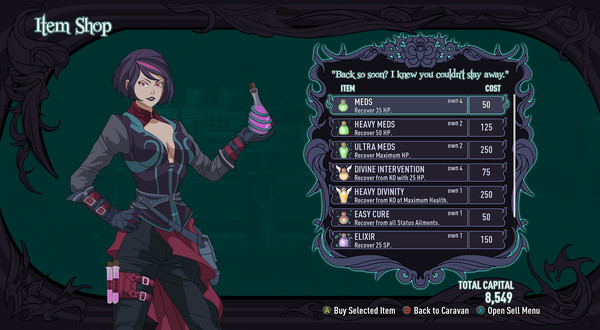 Item Shop
"Back so soon? I knew you couldn't stay away."
ITEM COST
MEDS own 4 50
Recover 35 HP.
HEAVY MEDS own 2 125
Recover 50 HP.
ULTRA MEDS own 2 250
Recover Maximum HP.
DIVINE INTERVENTION own 4 75
Recover from KO with 25 HP.
HEAVY DIVINITY own 1 250
Recover from KO at Maximum Health.
EASY CURE own 1 50
Recover from all Status Ailments.
ELIXIR own 1 150
Recover 25 SP.
TOTAL CAPITAL
8,549
A Buy Selected Item B Back to Caravan X Open Sell Menu